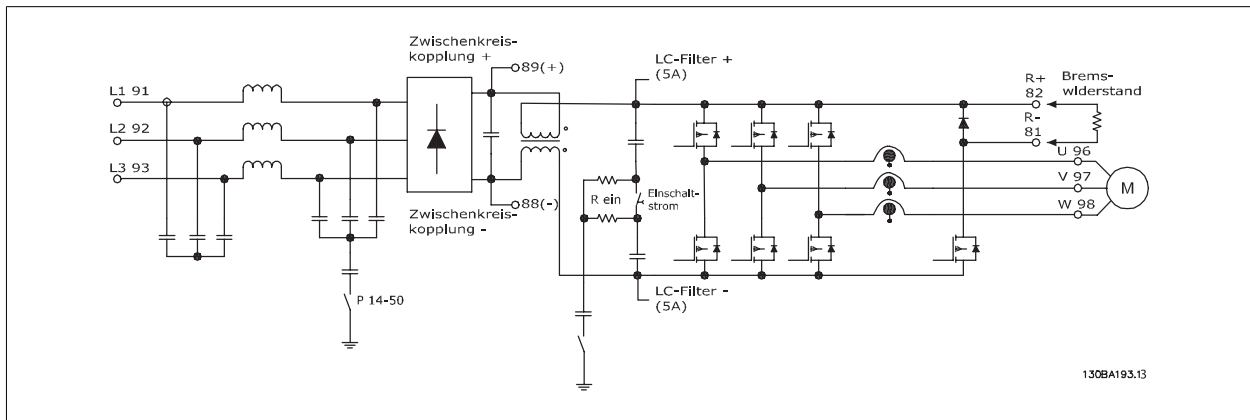 Zwischenkreis-
kopplung +
89(+)
LC-Filter +
(5A)
R+
82
Brems-
widerstand
R-
81
L1 91
L2 92
L3 93
U 96
V 97
W 98
M
R ein
Einschalt-
strom
Zwischenkreis-
kopplung -
88(-)
LC-Filter -
(5A)
P 14-50
130BA193.13